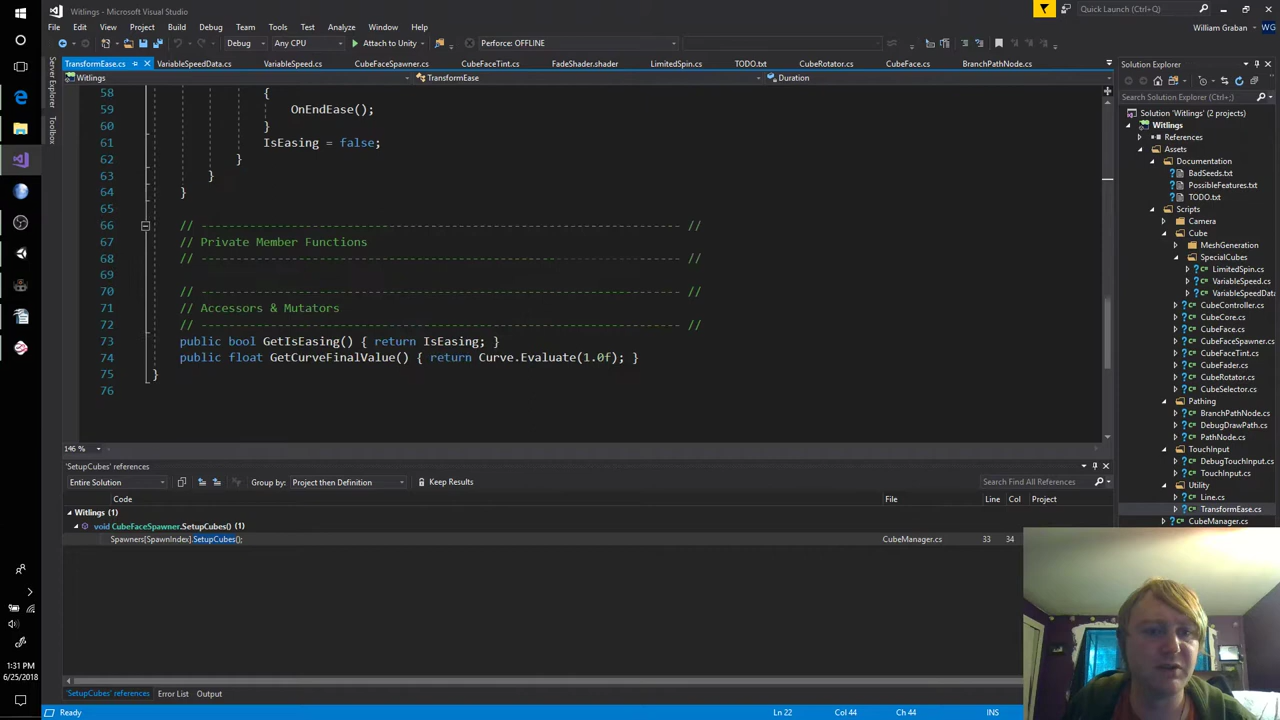 Witlings - Microsoft Visual Studio
Quick Launch (Ctrl+;)
File Edit View Project Build Debug Team Tools Test Analyze Window Help
William Graban WG
Debug Any CPU Attach to Unity Perforce: OFFLINE
TransformEase.cs VariableSpeedData.cs VariableSpeed.cs CubeFaceSpawner.cs CubeFaceTint.cs FadeShader.shader LimitedSpin.cs TODO.txt CubeRotator.cs CubeFace.cs BranchPathNode.cs
Witlings TransformEase Duration
Server Explorer
Toolbox
58 {
59 OnEndEase();
60 }
61 IsEasing = false;
62 }
63 }
64 }
65
66 // ---------------------------------------------------------------------- //
67 // Private Member Functions
68 // ---------------------------------------------------------------------- //
69
70 // ---------------------------------------------------------------------- //
71 // Accessors & Mutators
72 // ---------------------------------------------------------------------- //
73 public bool GetIsEasing() { return IsEasing; }
74 public float GetCurveFinalValue() { return Curve.Evaluate(1.0f); }
75 }
76
146 %
Solution Explorer
Search Solution Explorer (Ctrl+;)
Solution 'Witlings' (2 projects)
Witlings
References
Assets
Documentation
BadSeeds.txt
PossibleFeatures.txt
TODO.txt
Scripts
Camera
Cube
MeshGeneration
SpecialCubes
LimitedSpin.cs
VariableSpeed.cs
VariableSpeedData
CubeController.cs
CubeCore.cs
CubeFace.cs
CubeFaceSpawner.cs
CubeFaceTint.cs
CubeFader.cs
CubeRotator.cs
CubeSelector.cs
Pathing
BranchPathNode.cs
DebugDrawPath.cs
PathNode.cs
TouchInput
DebugTouchInput.cs
TouchInput.cs
Utility
Line.cs
TransformEase.cs
CubeManager.cs
'SetupCubes' references
Entire Solution Group by: Project then Definition Keep Results Search Find All References
Code File Line Col Project
Witlings (1)
void CubeFaceSpawner.SetupCubes() (1)
Spawners[SpawnIndex].SetupCubes(); CubeManager.cs 33 34
'SetupCubes' references Error List Output
Ready Ln 22 Col 44 Ch 44 INS
1:31 PM
6/25/2018